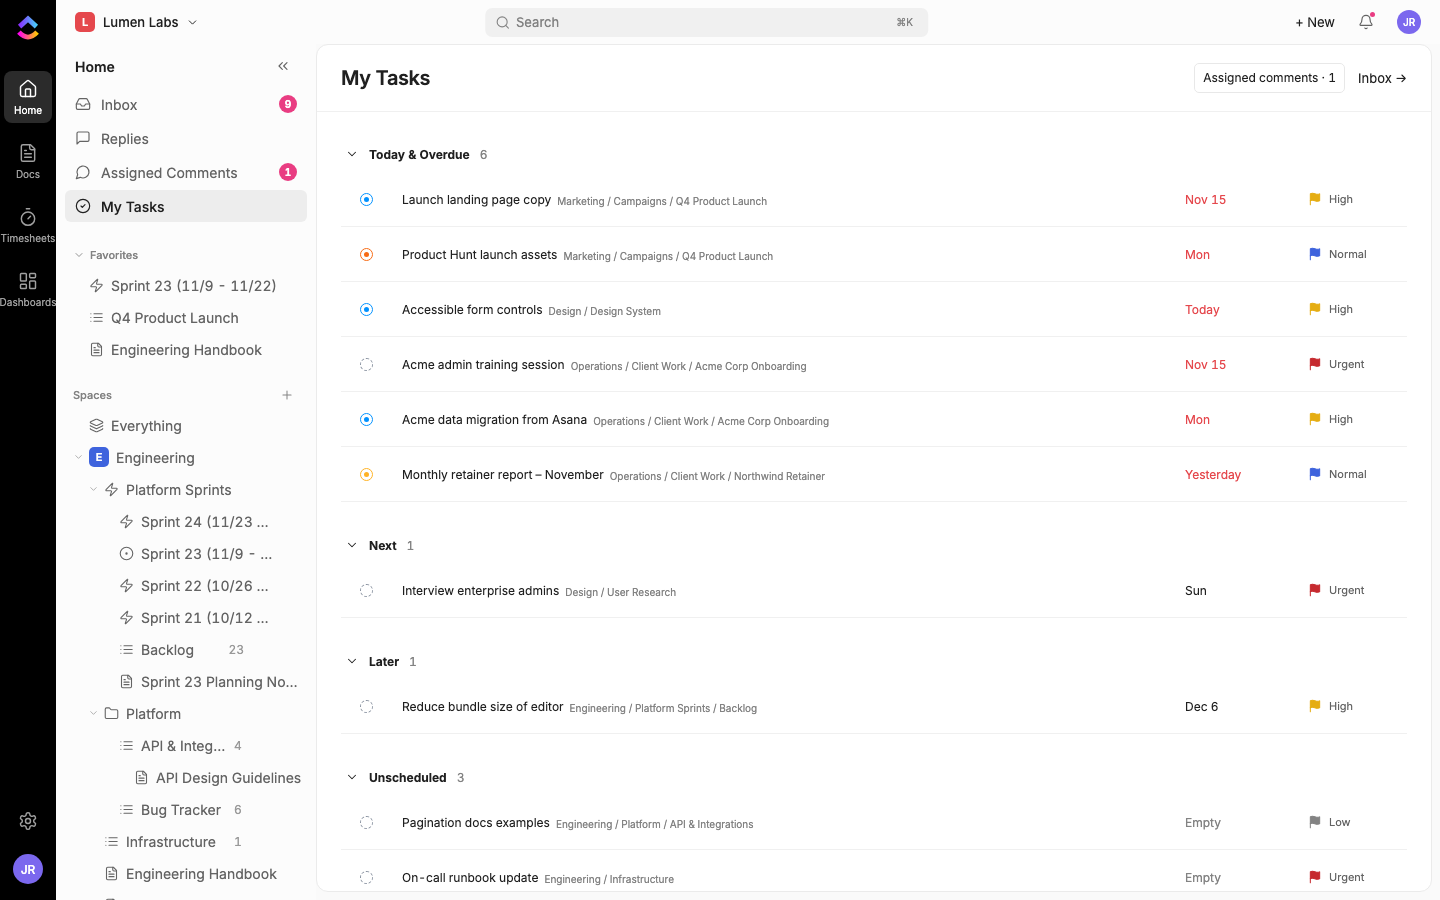 L Lumen Labs
Search ⌘K
+ New
JR
Home
Docs
Timesheets
Dashboards
JR
Home
Inbox 9
Replies
Assigned Comments 1
My Tasks
Favorites
Sprint 23 (11/9 - 11/22)
Q4 Product Launch
Engineering Handbook
Spaces
Everything
E Engineering
Platform Sprints
Sprint 24 (11/23 ...
Sprint 23 (11/9 - ...
Sprint 22 (10/26 ...
Sprint 21 (10/12 ...
Backlog 23
Sprint 23 Planning No...
Platform
API & Integ... 4
API Design Guidelines
Bug Tracker 6
Infrastructure 1
Engineering Handbook
My Tasks
Assigned comments · 1
Inbox →
Today & Overdue 6
Launch landing page copy Marketing / Campaigns / Q4 Product Launch Nov 15 High
Product Hunt launch assets Marketing / Campaigns / Q4 Product Launch Mon Normal
Accessible form controls Design / Design System Today High
Acme admin training session Operations / Client Work / Acme Corp Onboarding Nov 15 Urgent
Acme data migration from Asana Operations / Client Work / Acme Corp Onboarding Mon High
Monthly retainer report – November Operations / Client Work / Northwind Retainer Yesterday Normal
Next 1
Interview enterprise admins Design / User Research Sun Urgent
Later 1
Reduce bundle size of editor Engineering / Platform Sprints / Backlog Dec 6 High
Unscheduled 3
Pagination docs examples Engineering / Platform / API & Integrations Empty Low
On-call runbook update Engineering / Infrastructure Empty Urgent